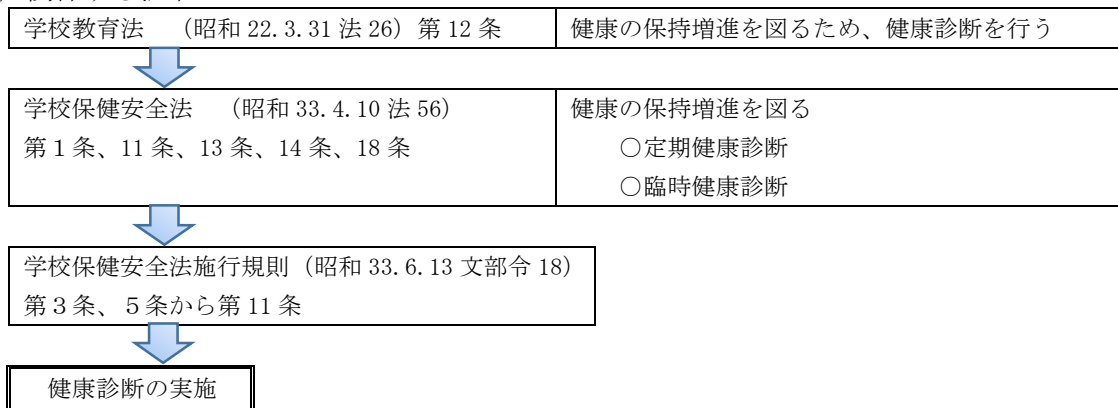 学校教育法　（昭和 22.3.31 法 26）第 12 条
健康の保持増進を図るため、健康診断を行う
学校保健安全法　（昭和 33.4.10 法 56）
第１条、11 条、13 条、14 条、18 条
健康の保持増進を図る
○定期健康診断
○臨時健康診断
学校保健安全法施行規則（昭和 33.6.13 文部令 18）
第３条、５条から第 11 条
健康診断の実施